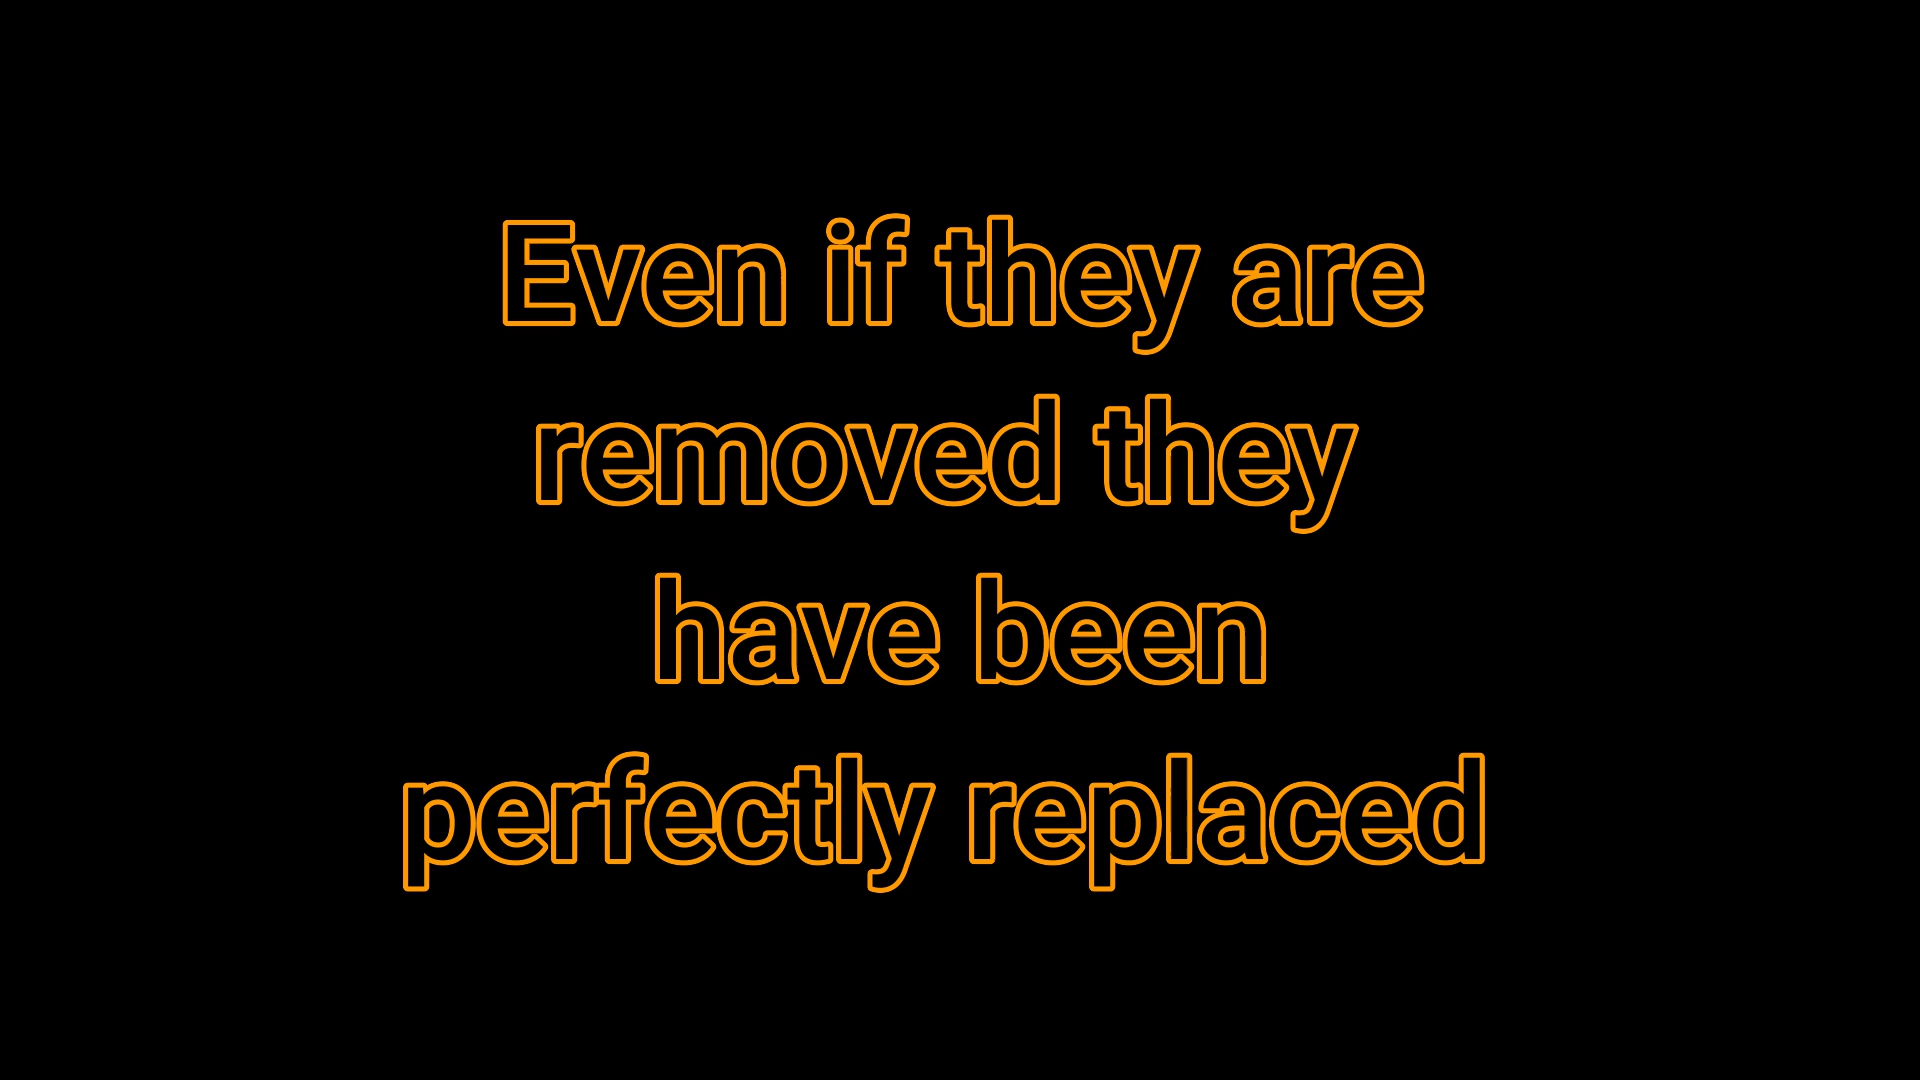 Even if they are
removed they
have been
perfectly replaced